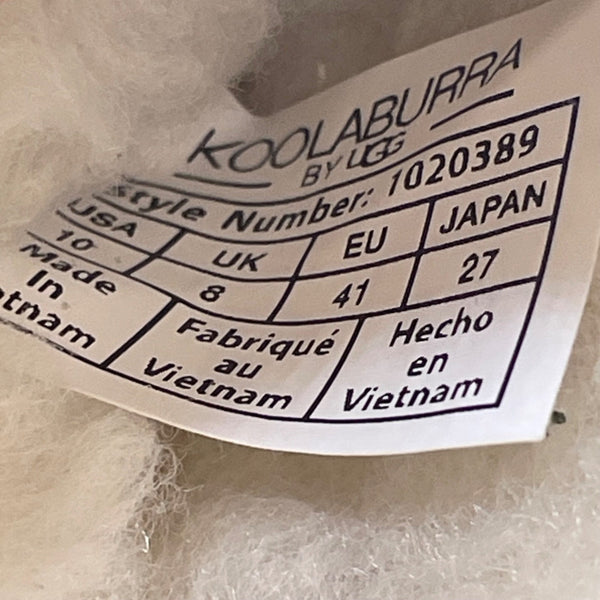 KOOLABURRA
BY UGG
Style Number: 1020389
USA UK EU JAPAN
10 8 41 27
Made In Vietnam
Fabriqué au Vietnam
Hecho en Vietnam